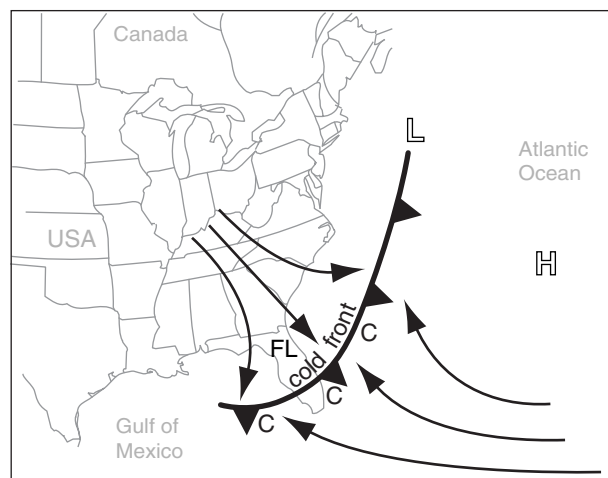 Canada
L
Atlantic
Ocean
USA
H
FL
cold front
C
C
C
Gulf of
Mexico